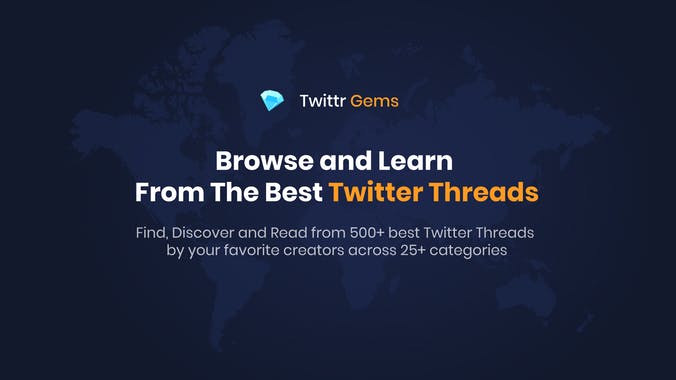 Twittr Gems
Browse and Learn
From The Best Twitter Threads
Find, Discover and Read from 500+ best Twitter Threads
by your favorite creators across 25+ categories